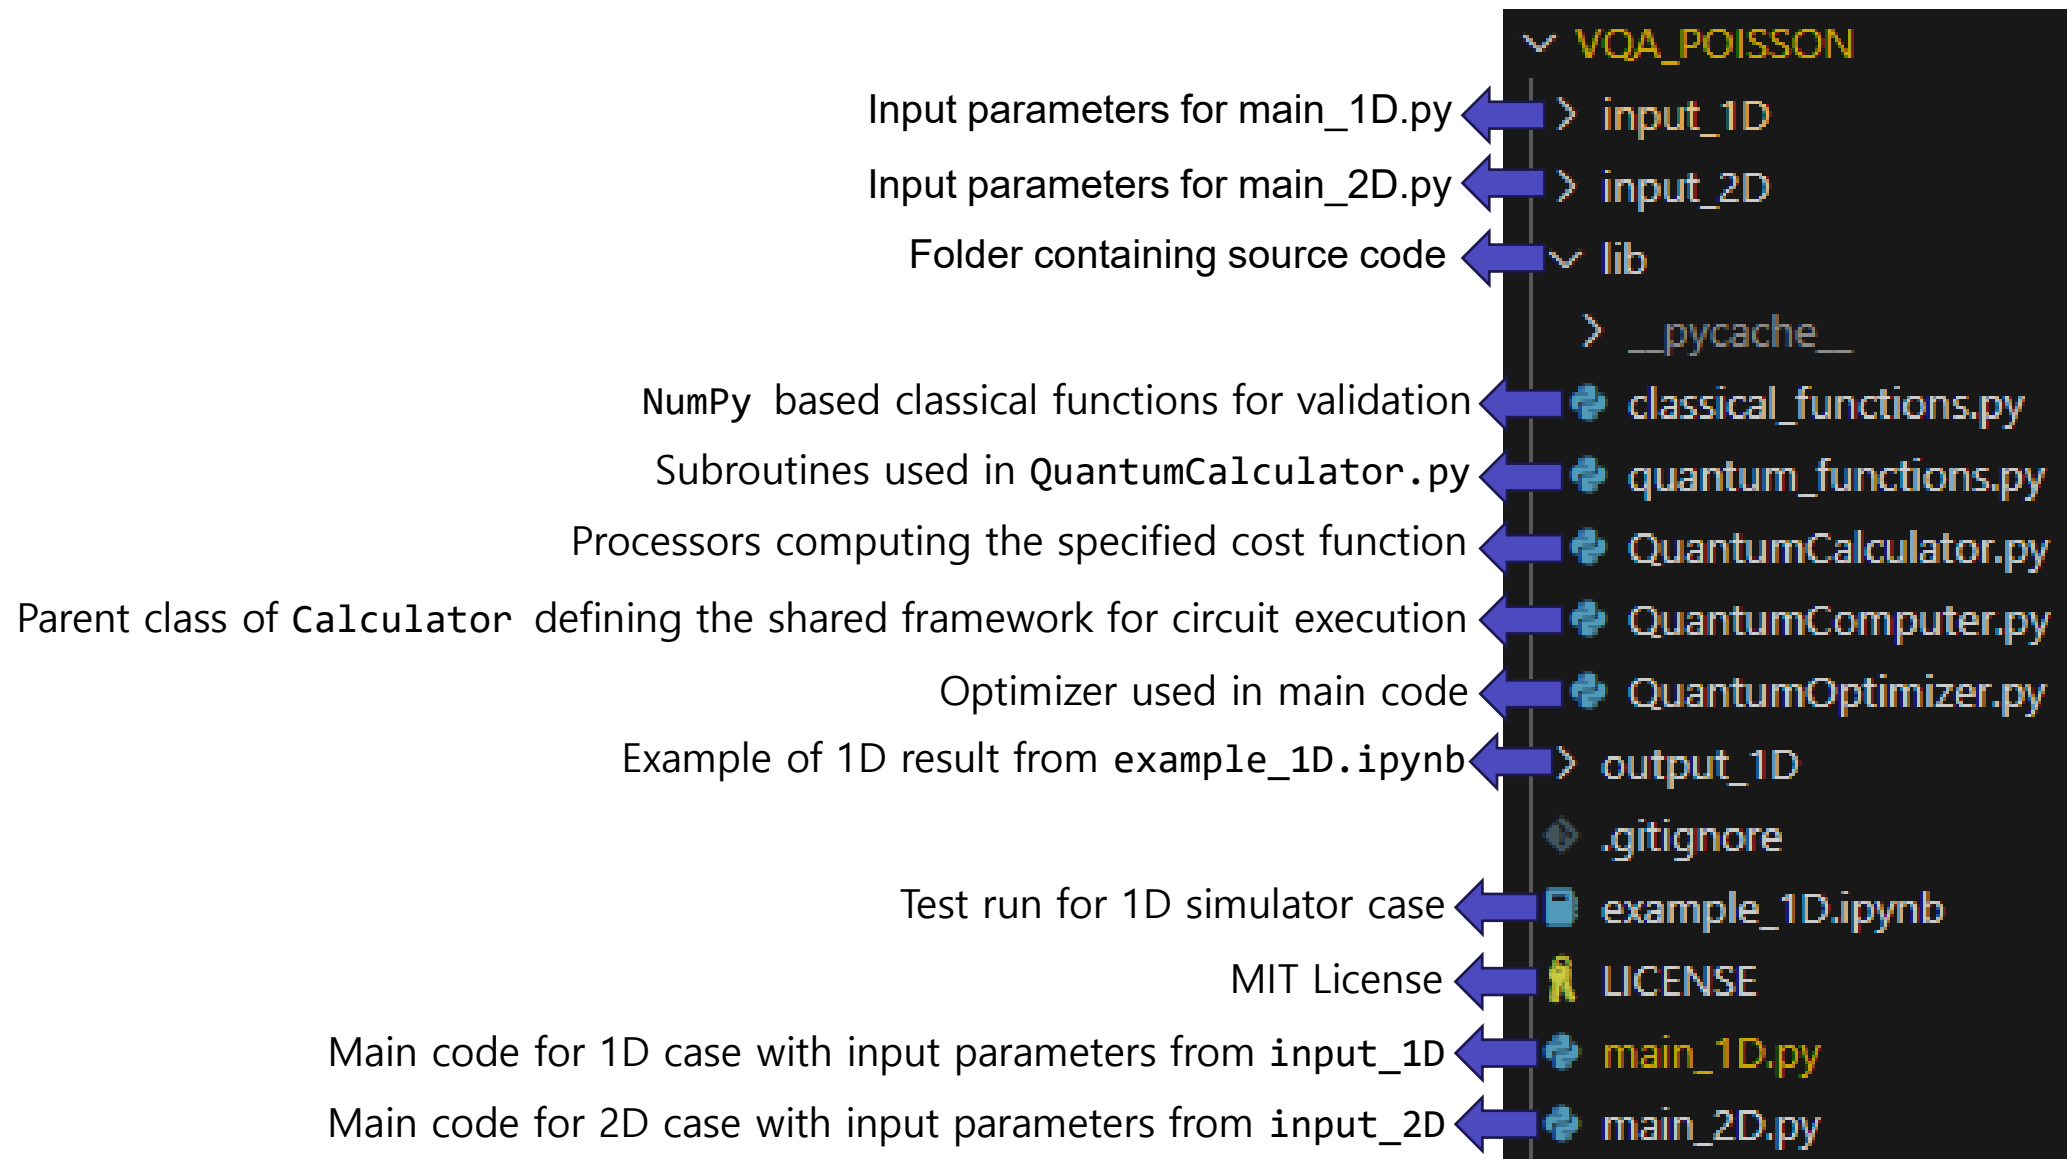 VQA_POISSON
Input parameters for main_1D.py input_1D
Input parameters for main_2D.py input_2D
Folder containing source code lib
__pycache__
NumPy based classical functions for validation classical_functions.py
Subroutines used in QuantumCalculator.py quantum_functions.py
Processors computing the specified cost function QuantumCalculator.py
Parent class of Calculator defining the shared framework for circuit execution QuantumComputer.py
Optimizer used in main code QuantumOptimizer.py
Example of 1D result from example_1D.ipynb output_1D
.gitignore
Test run for 1D simulator case example_1D.ipynb
MIT License LICENSE
Main code for 1D case with input parameters from input_1D main_1D.py
Main code for 2D case with input parameters from input_2D main_2D.py